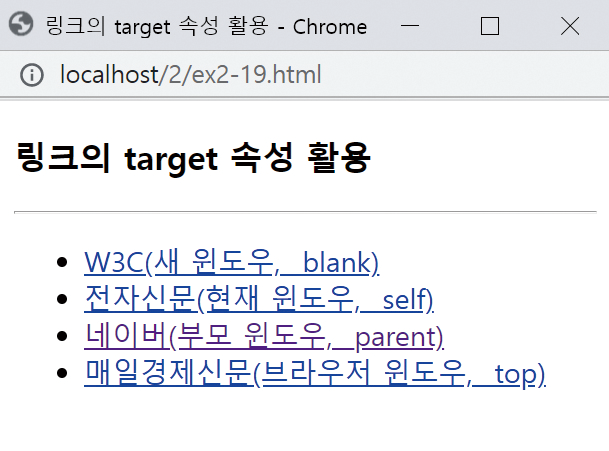 링크의 target 속성 활용 - Chrome
localhost/2/ex2-19.html
링크의 target 속성 활용
W3C(새 윈도우, _blank)
전자신문(현재 윈도우, _self)
네이버(부모 윈도우, _parent)
매일경제신문(브라우저 윈도우, _top)